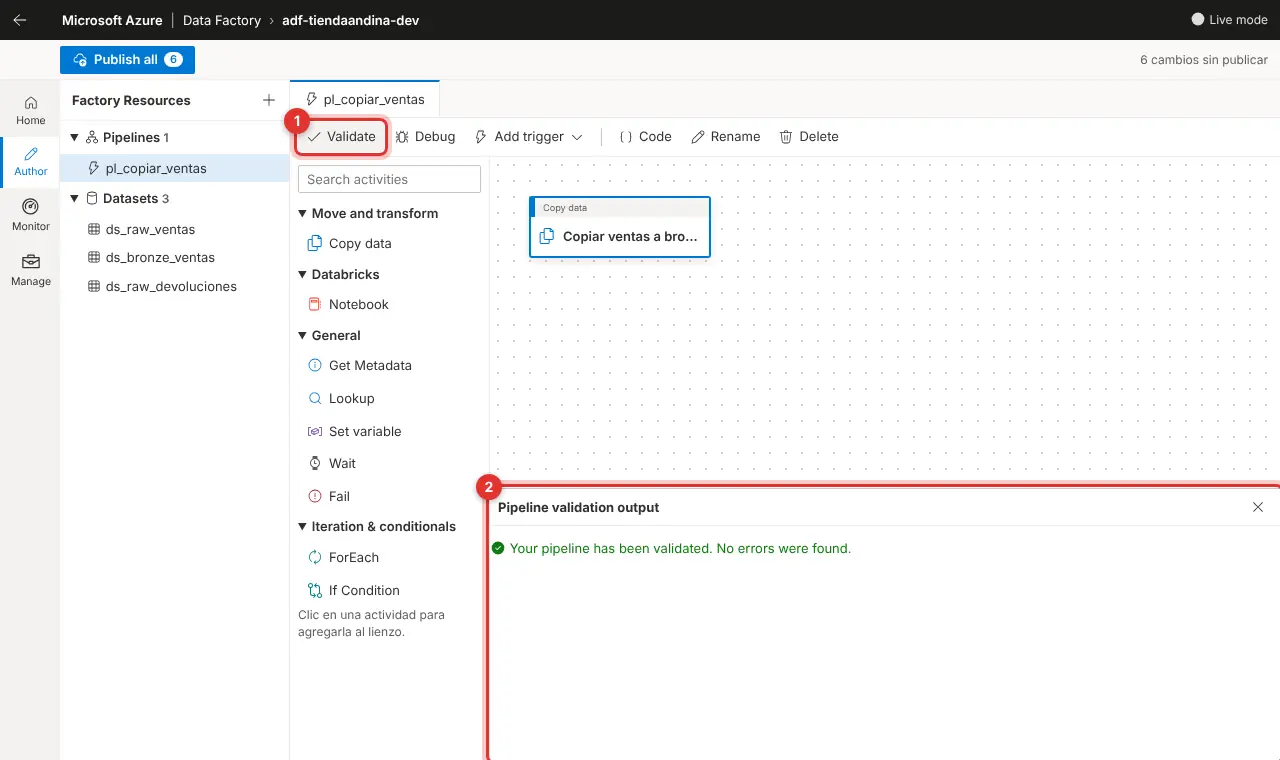 Microsoft Azure | Data Factory › adf-tiendaandina-dev
Live mode
Publish all 6
6 cambios sin publicar
Home
Author
Monitor
Manage
Factory Resources
Pipelines 1
pl_copiar_ventas
Datasets 3
ds_raw_ventas
ds_bronze_ventas
ds_raw_devoluciones
pl_copiar_ventas
1
Validate
Debug
Add trigger
Code
Rename
Delete
Search activities
Move and transform
Copy data
Databricks
Notebook
General
Get Metadata
Lookup
Set variable
Wait
Fail
Iteration & conditionals
ForEach
If Condition
Clic en una actividad para
agregarla al lienzo.
Copy data
Copiar ventas a bro...
2
Pipeline validation output
Your pipeline has been validated. No errors were found.